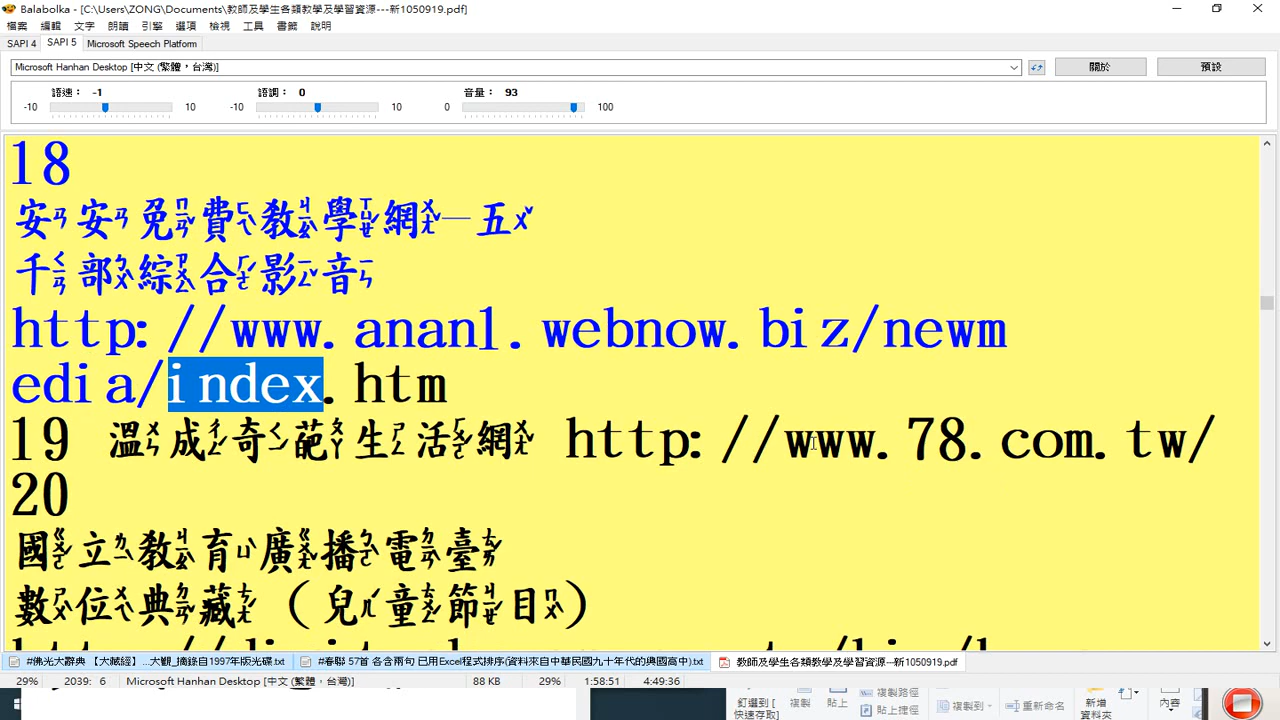 Balabolka - [C:\Users\ZONG\Documents\教師及學生各類教學及學習資源---新1050919.pdf]
檔案 編輯 文字 朗讀 引擎 選項 檢視 工具 書籤 說明
SAPI 4 SAPI 5 Microsoft Speech Platform
Microsoft Hanhan Desktop [中文 (繁體，台灣)] 關於 預設
語速： -1 語調： 0 音量： 93
-10 10 -10 10 0 100
18
安安免費教學網—五
千部綜合影音
http://www.anan1.webnow.biz/newm
edia/index.htm
19 溫成奇葩生活網 http://www.78.com.tw/
20
國立教育廣播電臺
數位典藏（兒童節目）
#佛光大辭典 【大藏經】...大觀_摘錄自1997年版光碟.txt #春聯 57首 各含兩句 已用Excel程式排序(資料來自中華民國九十年代的興國高中).txt 教師及學生各類教學及學習資源---新1050919.pdf
29% 2039: 6 Microsoft Hanhan Desktop [中文 (繁體，台灣)] 88 KB 29% 1:58:51 4:49:36
釘選到 [ 複製 貼上 複製路徑 新增 內容
快速存取] 貼上捷徑 複製到 重新命名 資料夾